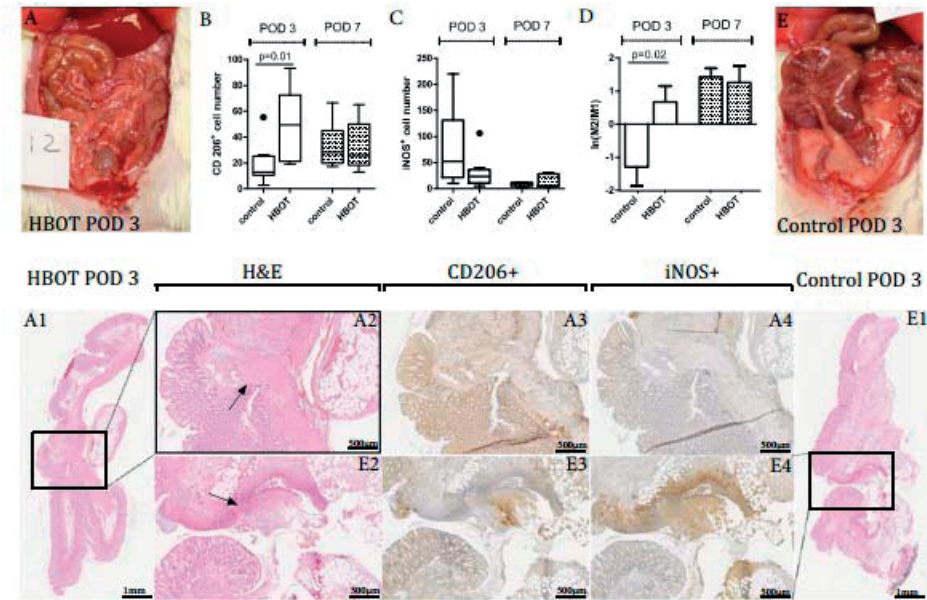 A
12
HBOT POD 3
B
POD 3
POD 7
p=0.01
CD 206+ cell number
100
80
60
40
20
0
control
HBOT
control
HBOT
C
POD 3
POD 7
iNOS+ cell number
250
200
150
100
50
0
control
HBOT
control
HBOT
D
POD 3
POD 7
p=0.02
ln(M2/M1)
2
1
0
-1
-2
control
HBOT
control
HBOT
E
Control POD 3
HBOT POD 3
H&E
CD206+
iNOS+
Control POD 3
A1
1mm
A2
500µm
A3
500µm
A4
500µm
E1
1mm
E2
500µm
E3
500µm
E4
500µm